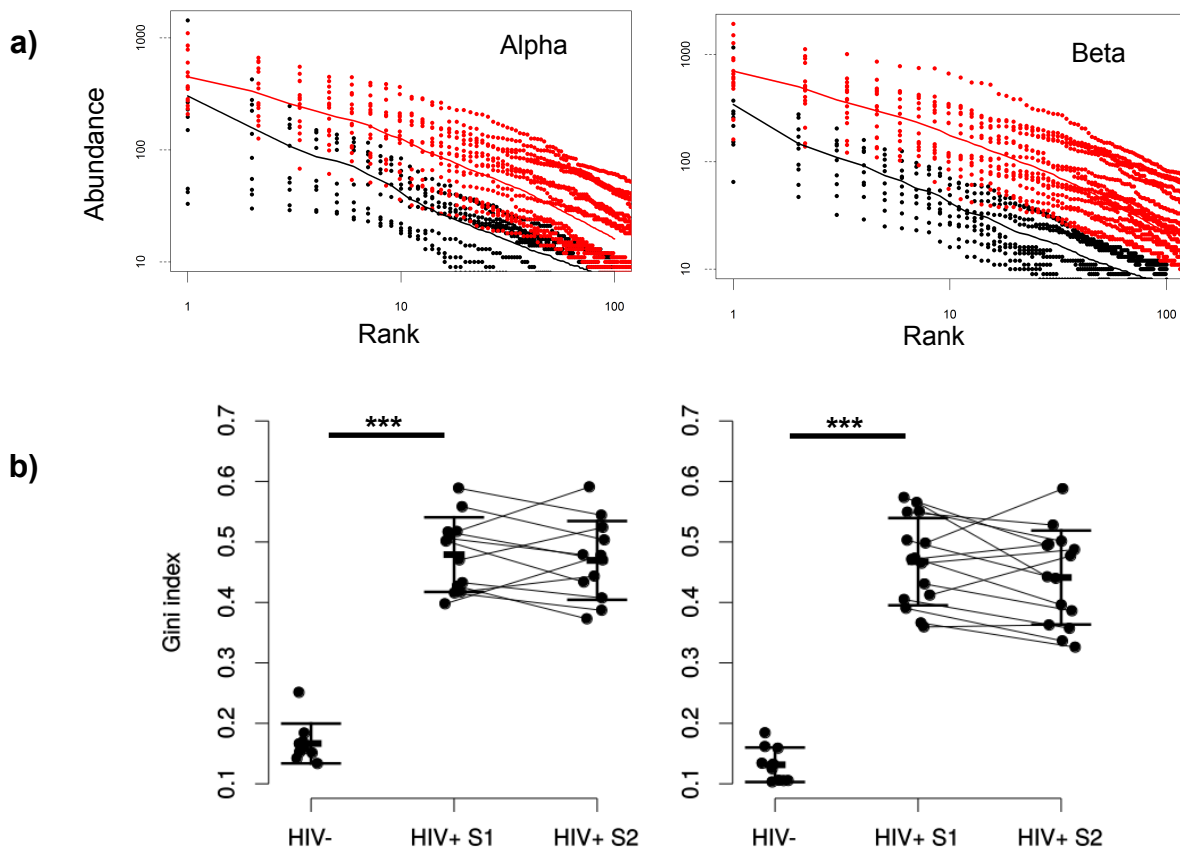 a)
Alpha
Beta
Abundance
1000
100
10
1000
100
10
1
10
100
1
10
100
Rank
Rank
b)
***
***
Gini index
0.7
0.6
0.5
0.4
0.3
0.2
0.1
0.7
0.6
0.5
0.4
0.3
0.2
0.1
HIV-
HIV+ S1
HIV+ S2
HIV-
HIV+ S1
HIV+ S2